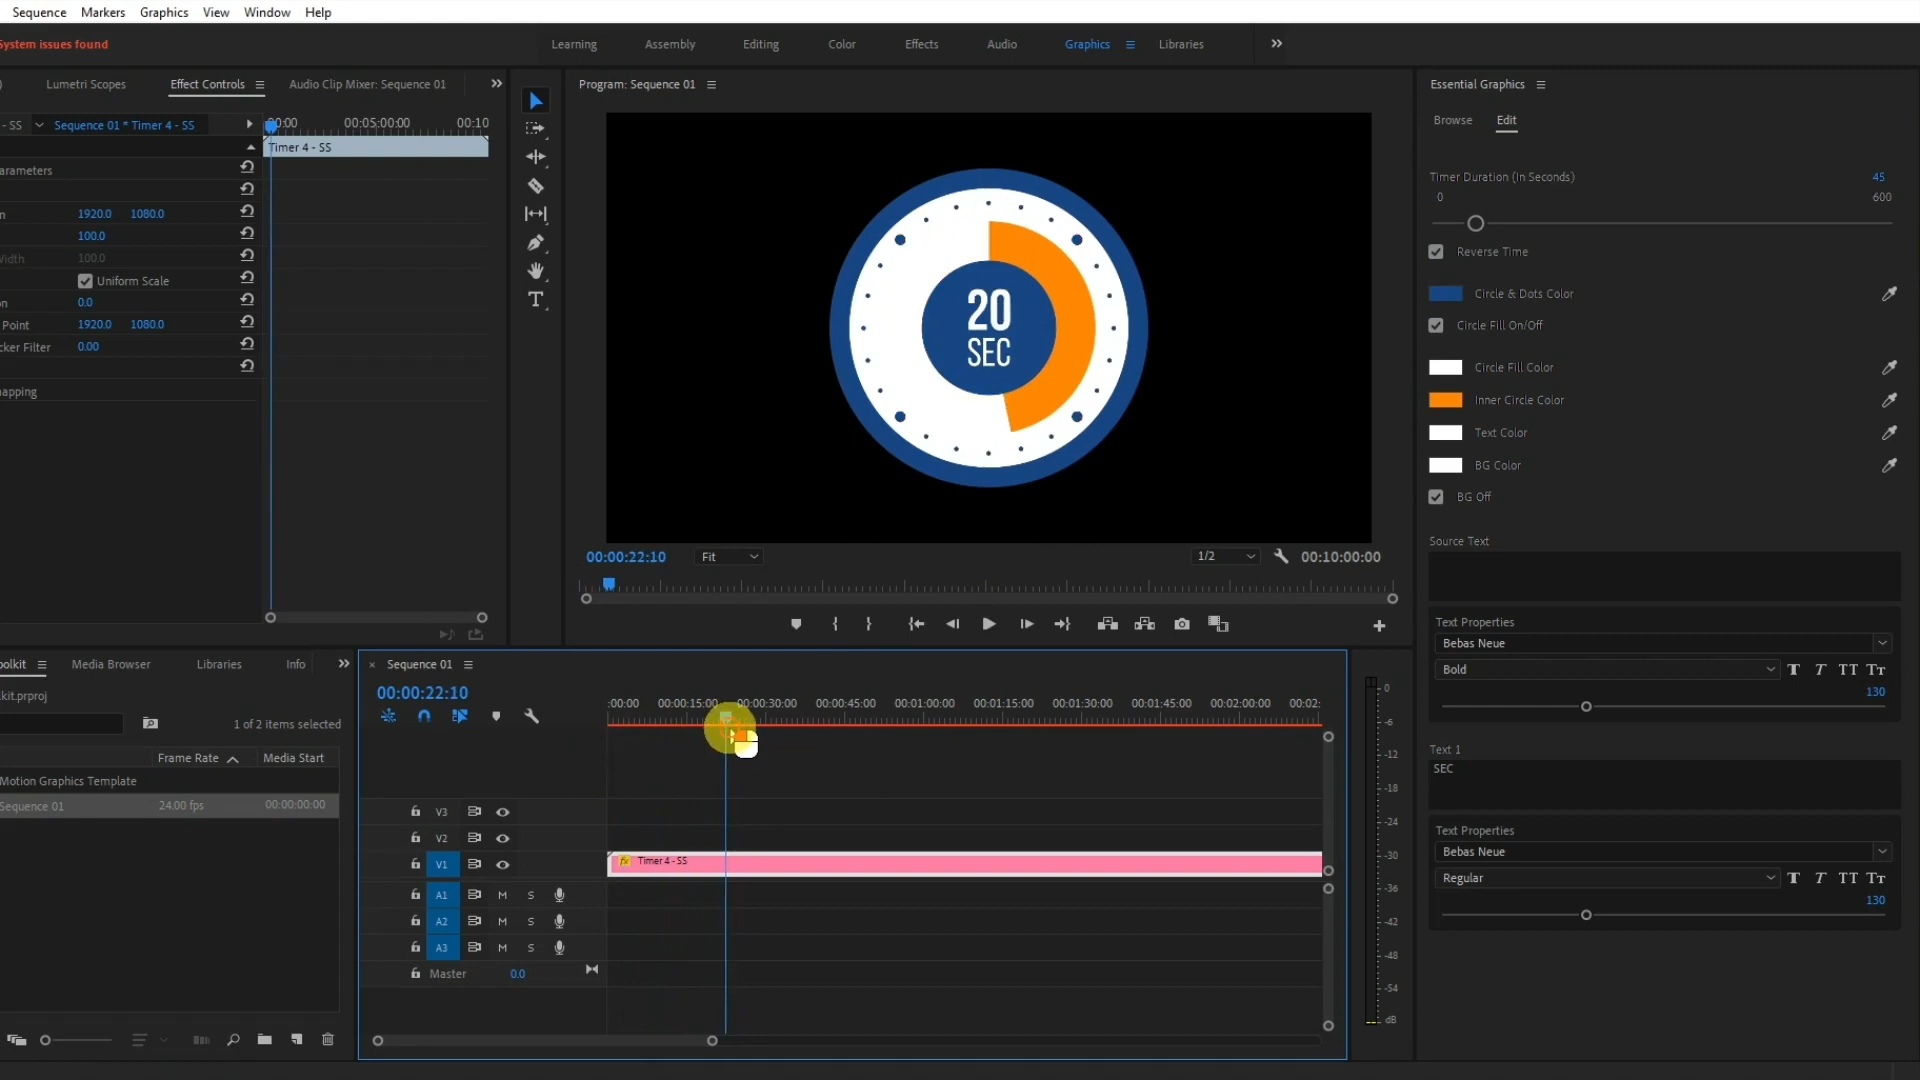 Sequence Markers Graphics View Window Help
System issues found
Learning Assembly Editing Color Effects Audio Graphics Libraries
Lumetri Scopes Effect Controls Audio Clip Mixer: Sequence 01
- SS Sequence 01 * Timer 4 - SS
00:00 00:05:00:00 00:10
Timer 4 - SS
arameters
n 1920.0 1080.0
100.0
Width 100.0
Uniform Scale
on 0.0
Point 1920.0 1080.0
cker Filter 0.00
apping
Program: Sequence 01
20
SEC
00:00:22:10 Fit 1/2 00:10:00:00
Essential Graphics
Browse Edit
Timer Duration (In Seconds) 45
0 600
Reverse Time
Circle & Dots Color
Circle Fill On/Off
Circle Fill Color
Inner Circle Color
Text Color
BG Color
BG Off
Source Text
Text Properties
Bebas Neue
Bold T T TT Tт
130
Text 1
SEC
Text Properties
Bebas Neue
Regular T T TT Tт
130
oolkit Media Browser Libraries Info
kit.prproj
1 of 2 items selected
Frame Rate Media Start
Motion Graphics Template
Sequence 01 24.00 fps 00:00:00:00
× Sequence 01
00:00:22:10
:00:00 00:00:15:00 00:00:30:00 00:00:45:00 00:01:00:00 00:01:15:00 00:01:30:00 00:01:45:00 00:02:00:00 00:02:
V3
V2
V1 fx Timer 4 - SS
A1 M S
A2 M S
A3 M S
Master 0.0
0
-6
-12
-18
-24
-30
-36
-42
-48
-54
dB